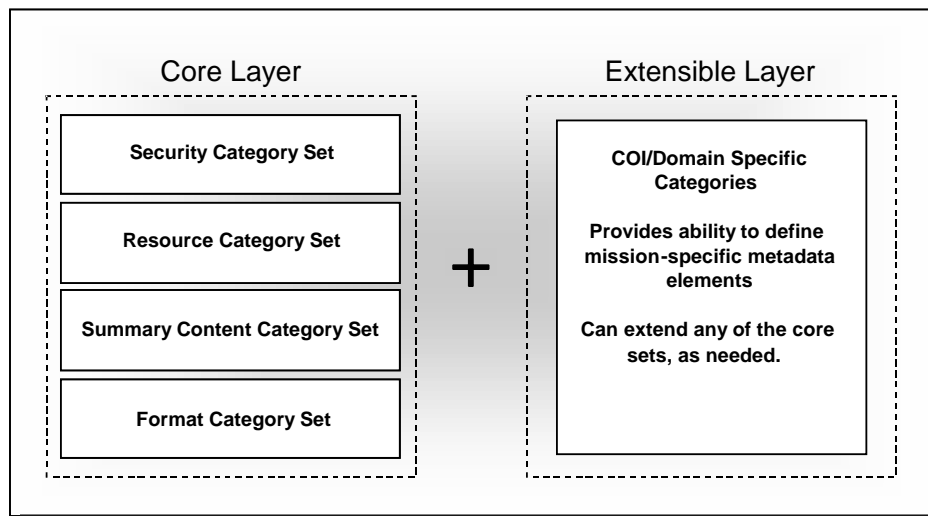 Core Layer
Security Category Set
Resource Category Set
Summary Content Category Set
Format Category Set
+
Extensible Layer
COI/Domain Specific
Categories
Provides ability to define
mission-specific metadata
elements
Can extend any of the core
sets, as needed.